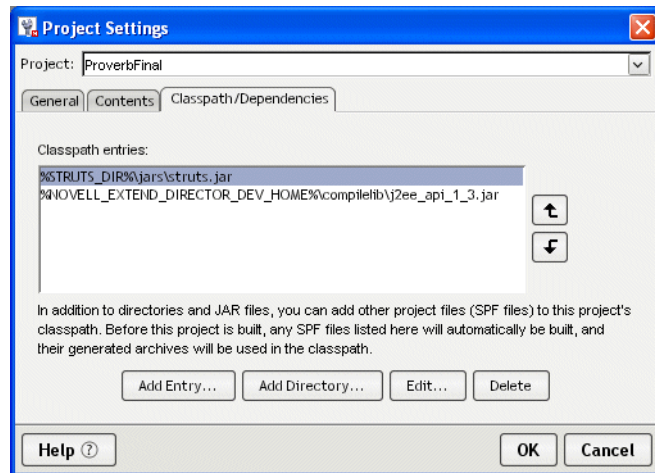 Project Settings
Project: ProverbFinal
General Contents Classpath/Dependencies
Classpath entries:
%STRUTS_DIR%\jars\struts.jar
%NOVELL_EXTEND_DIRECTOR_DEV_HOME%\compilelib\j2ee_api_1_3.jar
In addition to directories and JAR files, you can add other project files (SPF files) to this project's
classpath. Before this project is built, any SPF files listed here will automatically be built, and
their generated archives will be used in the classpath.
Add Entry... Add Directory... Edit... Delete
Help ? OK Cancel